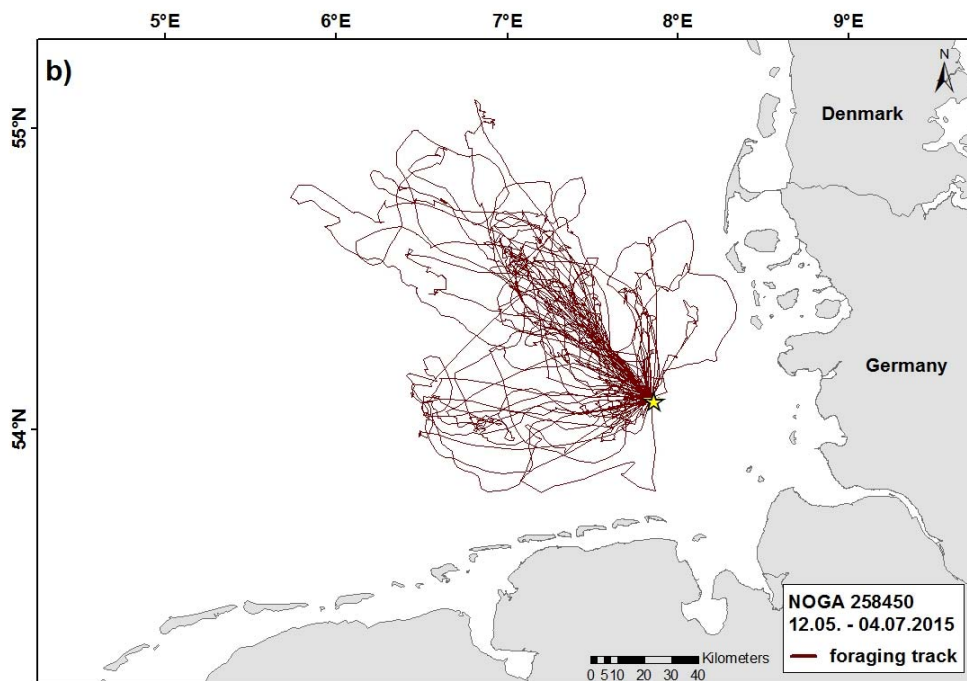 5°E 6°E 7°E 8°E 9°E
b)
N
55°N
Denmark
Germany
54°N
NOGA 258450
12.05. - 04.07.2015
foraging track
Kilometers
0 5 10 20 30 40